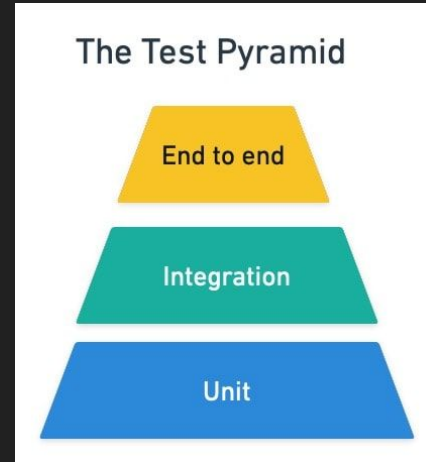 The Test Pyramid
End to end
Integration
Unit